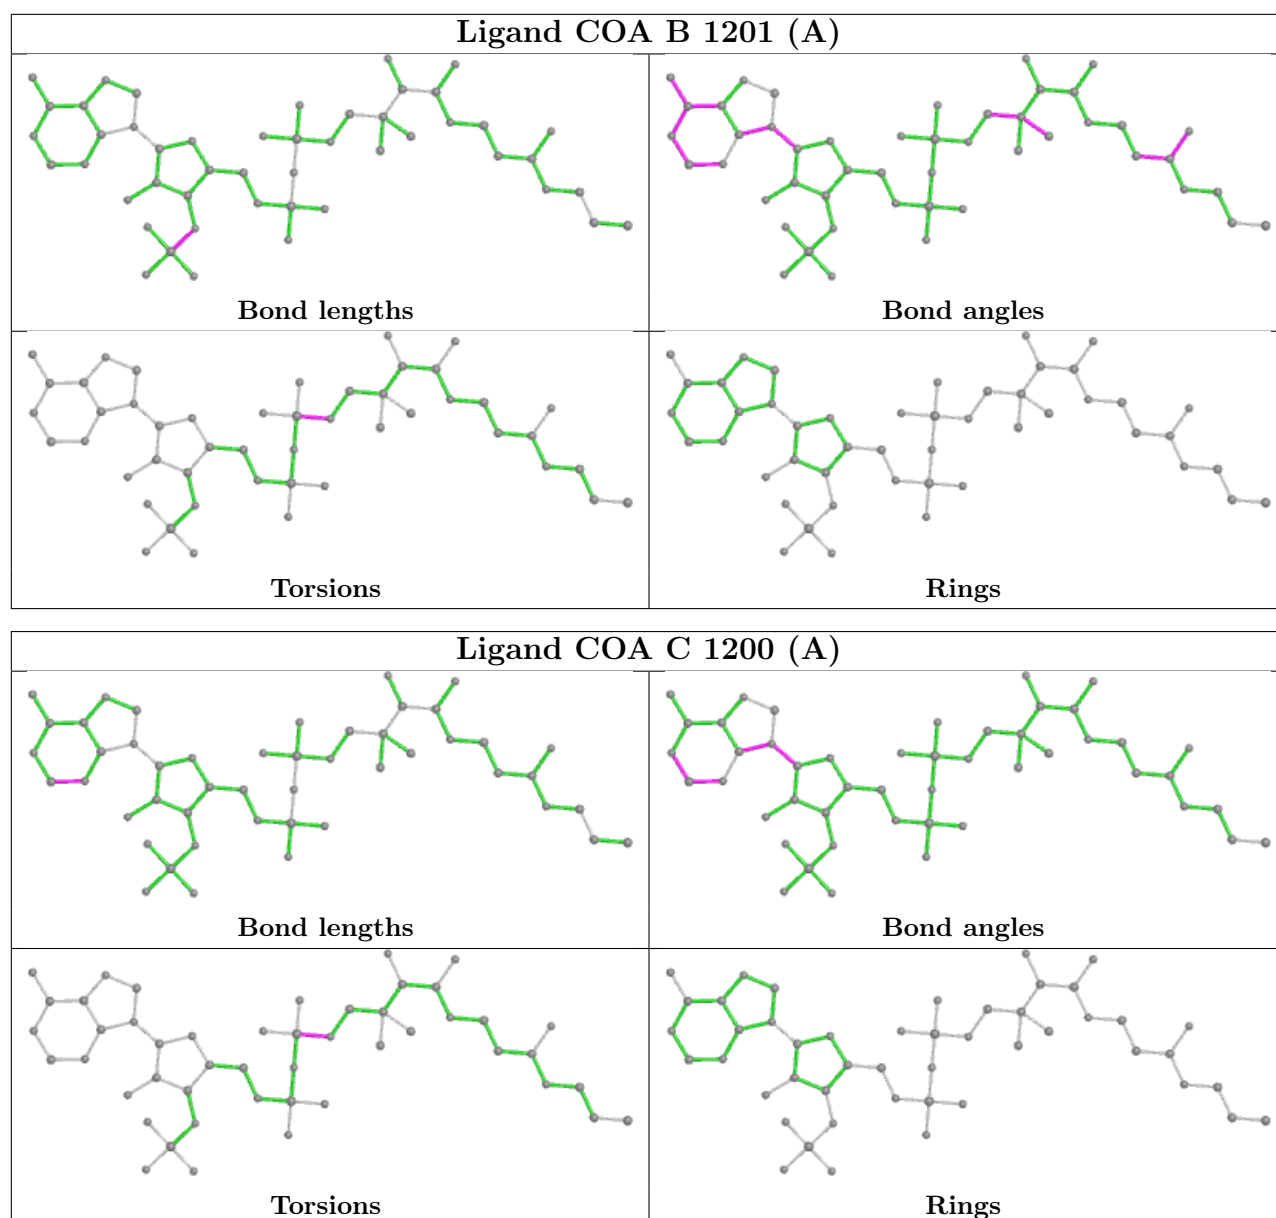 Ligand COA B 1201 (A)
Bond lengths
Bond angles
Torsions
Rings
Ligand COA C 1200 (A)
Bond lengths
Bond angles
Torsions
Rings